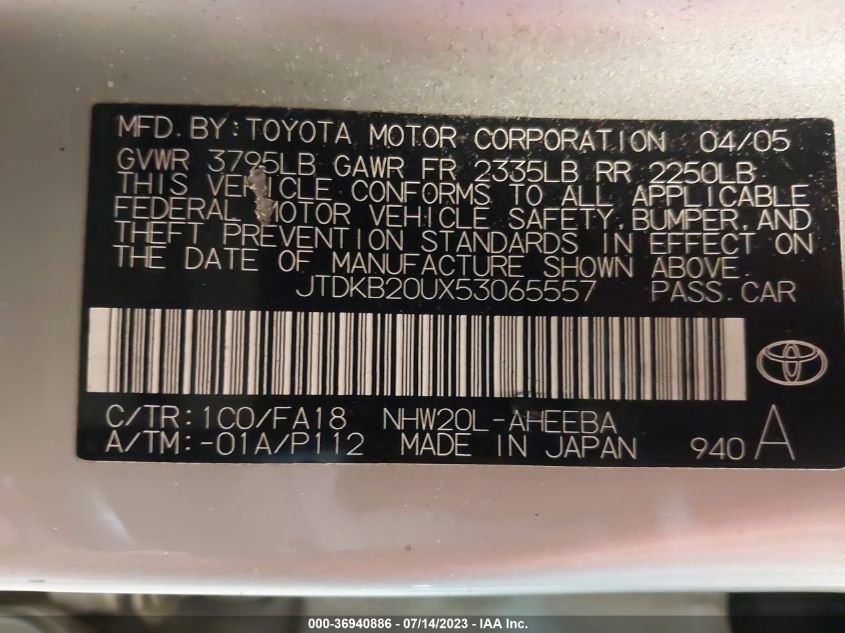 MFD. BY: TOYOTA MOTOR CORPORATION 04/05
GVWR 3795LB GAWR FR 2335LB RR 2250LB
THIS VEHICLE CONFORMS TO ALL APPLICABLE
FEDERAL MOTOR VEHICLE SAFETY, BUMPER, AND
THEFT PREVENTION STANDARDS IN EFFECT ON
THE DATE OF MANUFACTURE SHOWN ABOVE.
JTDKB20UX53065557 PASS. CAR
C/TR: 1C0/FA18 NHW20L-AHEEBA
A/TM: -01A/P112 MADE IN JAPAN 940 A
000-36940886 - 07/14/2023 - IAA Inc.